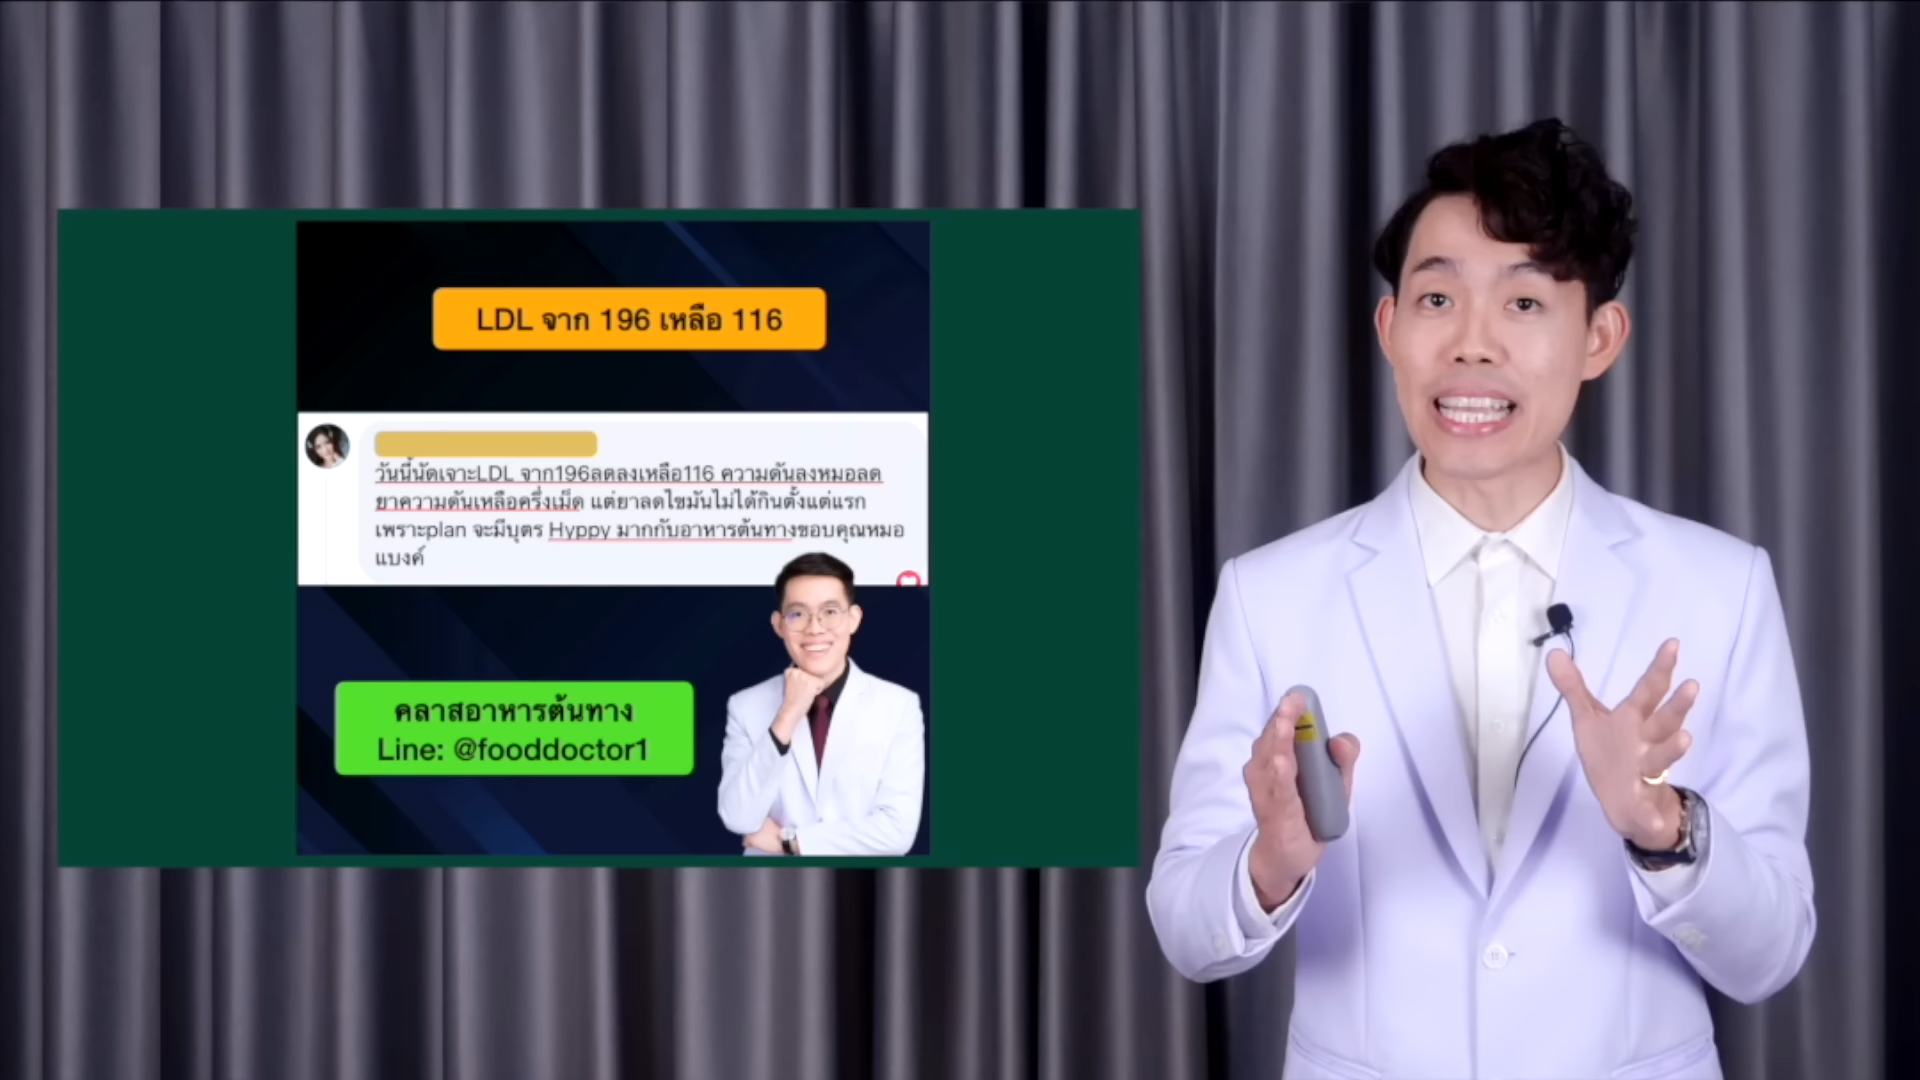 LDL จาก 196 เหลือ 116
วันนี้นัดเจาะLDL จาก196ลดลงเหลือ116 ความดันลงหมอลด
ยาความดันเหลือครึ่งเม็ด แต่ยาลดไขมันไม่ได้กินตั้งแต่แรก
เพราะplan จะมีบุตร Hyppy มากกับอาหารต้นทางขอบคุณหมอ
แบงค์
คลาสอาหารต้นทาง
Line: @fooddoctor1